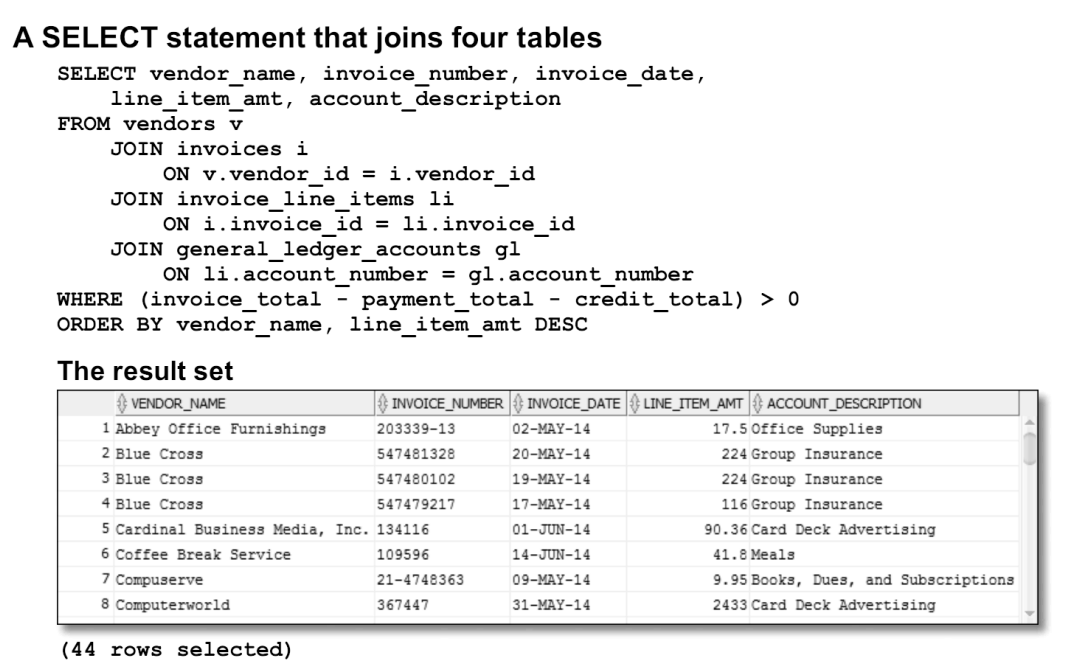 A SELECT statement that joins four tables
SELECT vendor_name, invoice_number, invoice_date,
line_item_amt, account_description
FROM vendors v
JOIN invoices i
ON v.vendor_id = i.vendor_id
JOIN invoice_line_items li
ON i.invoice_id = li.invoice_id
JOIN general_ledger_accounts gl
ON li.account_number = gl.account_number
WHERE (invoice_total - payment_total - credit_total) > 0
ORDER BY vendor_name, line_item_amt DESC
The result set
VENDOR_NAME INVOICE_NUMBER INVOICE_DATE LINE_ITEM_AMT ACCOUNT_DESCRIPTION
1 Abbey Office Furnishings 203339-13 02-MAY-14 17.5 Office Supplies
2 Blue Cross 547481328 20-MAY-14 224 Group Insurance
3 Blue Cross 547480102 19-MAY-14 224 Group Insurance
4 Blue Cross 547479217 17-MAY-14 116 Group Insurance
5 Cardinal Business Media, Inc. 134116 01-JUN-14 90.36 Card Deck Advertising
6 Coffee Break Service 109596 14-JUN-14 41.8 Meals
7 Compuserve 21-4748363 09-MAY-14 9.95 Books, Dues, and Subscriptions
8 Computerworld 367447 31-MAY-14 2433 Card Deck Advertising
(44 rows selected)